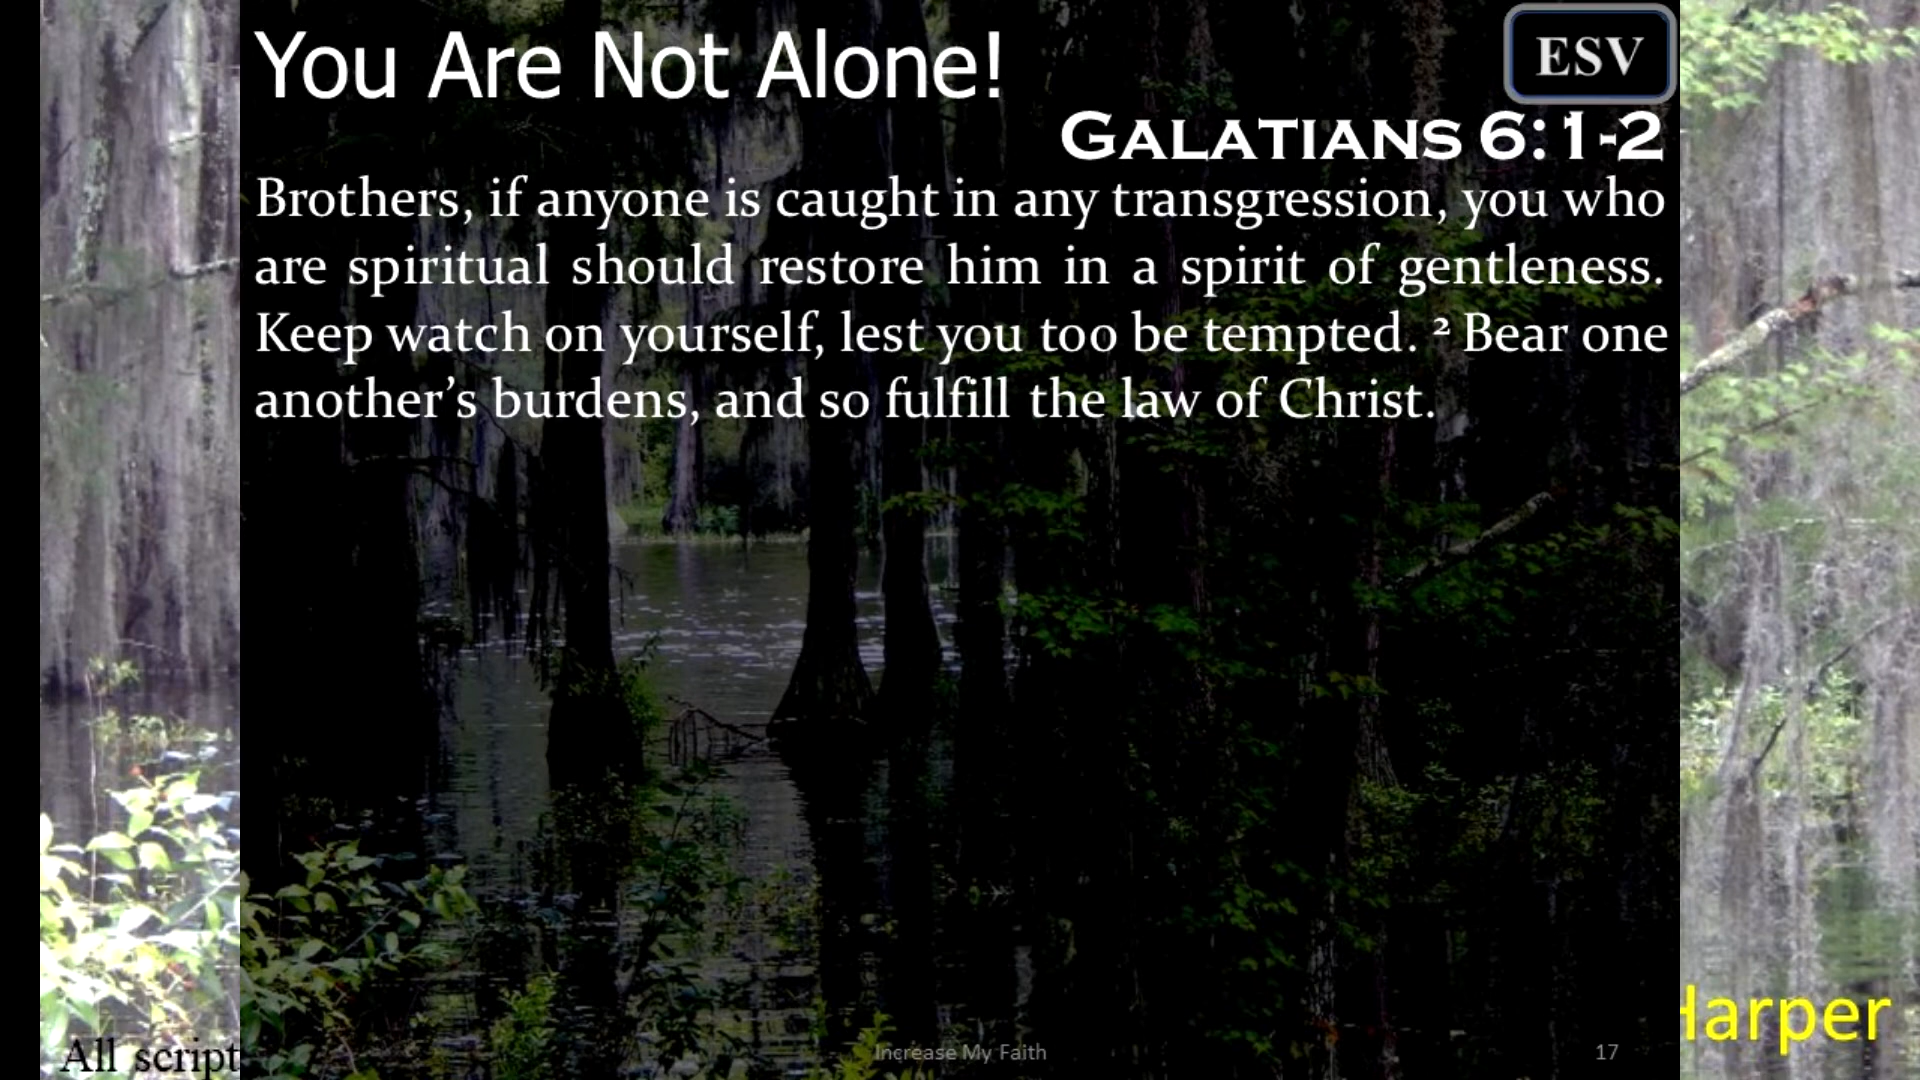 You Are Not Alone!
ESV
GALATIANS 6:1-2
Brothers, if anyone is caught in any transgression, you who
are spiritual should restore him in a spirit of gentleness.
Keep watch on yourself, lest you too be tempted. ² Bear one
another’s burdens, and so fulfill the law of Christ.
Harper
All script
Increase My Faith
17